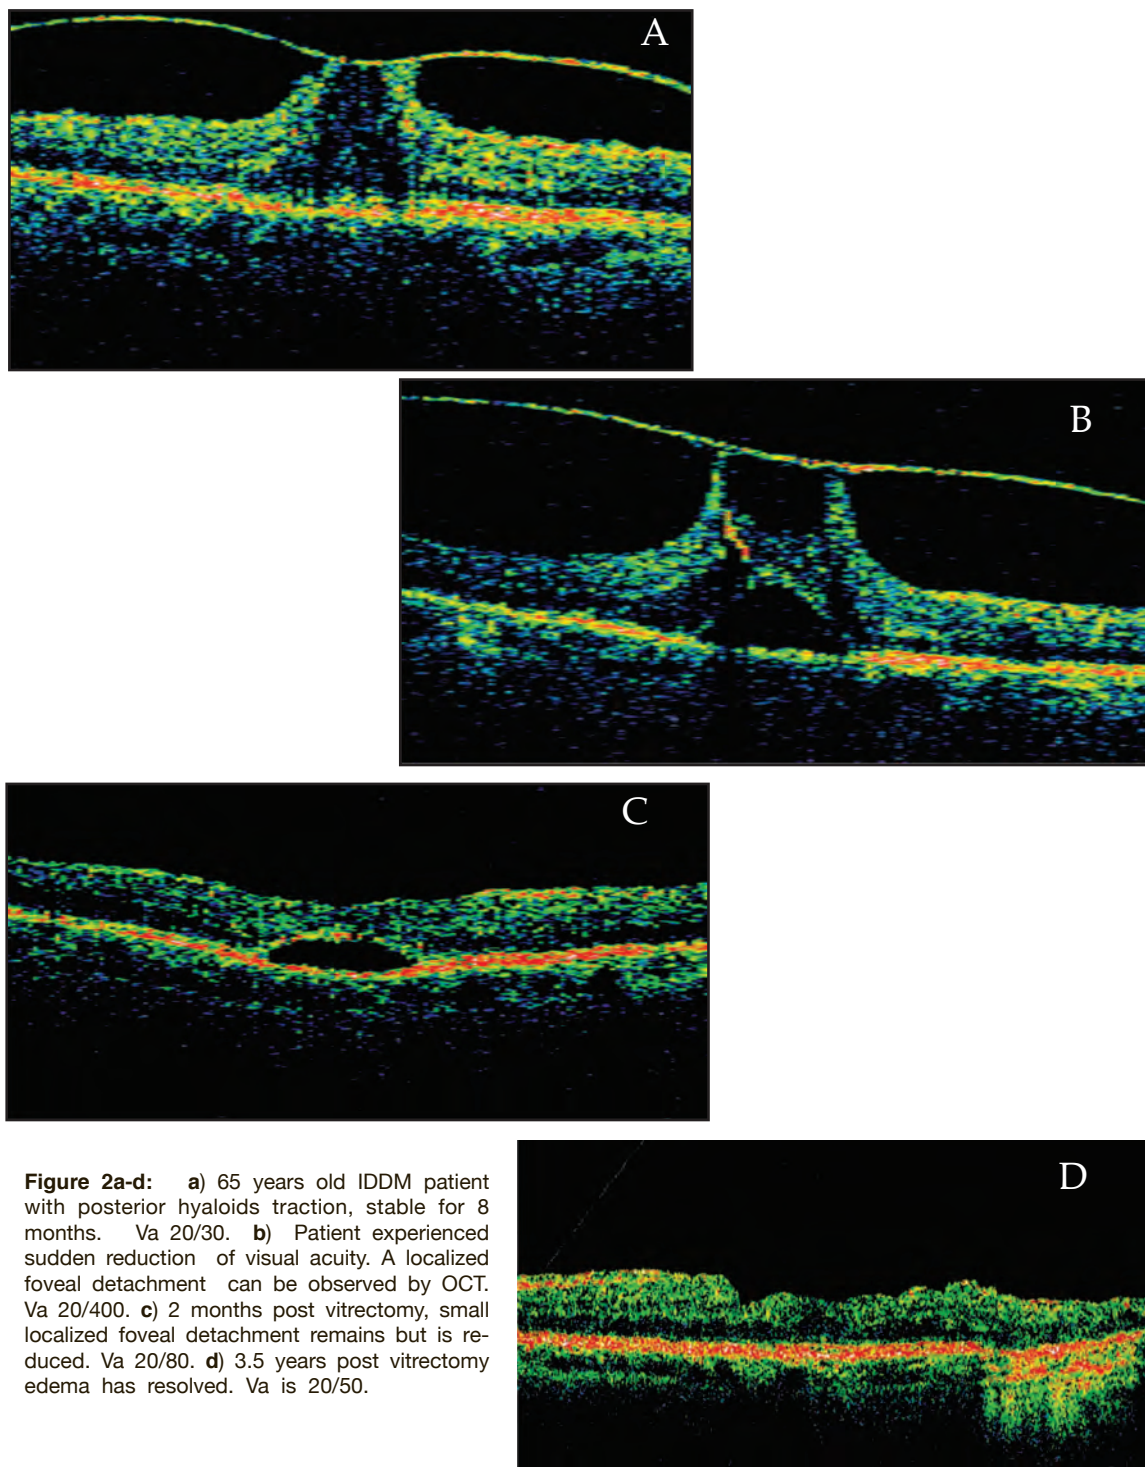 A
B
C
D
Figure 2a-d: a) 65 years old IDDM patient
with posterior hyaloids traction, stable for 8
months. Va 20/30. b) Patient experienced
sudden reduction of visual acuity. A localized
foveal detachment can be observed by OCT.
Va 20/400. c) 2 months post vitrectomy, small
localized foveal detachment remains but is re-
duced. Va 20/80. d) 3.5 years post vitrectomy
edema has resolved. Va is 20/50.